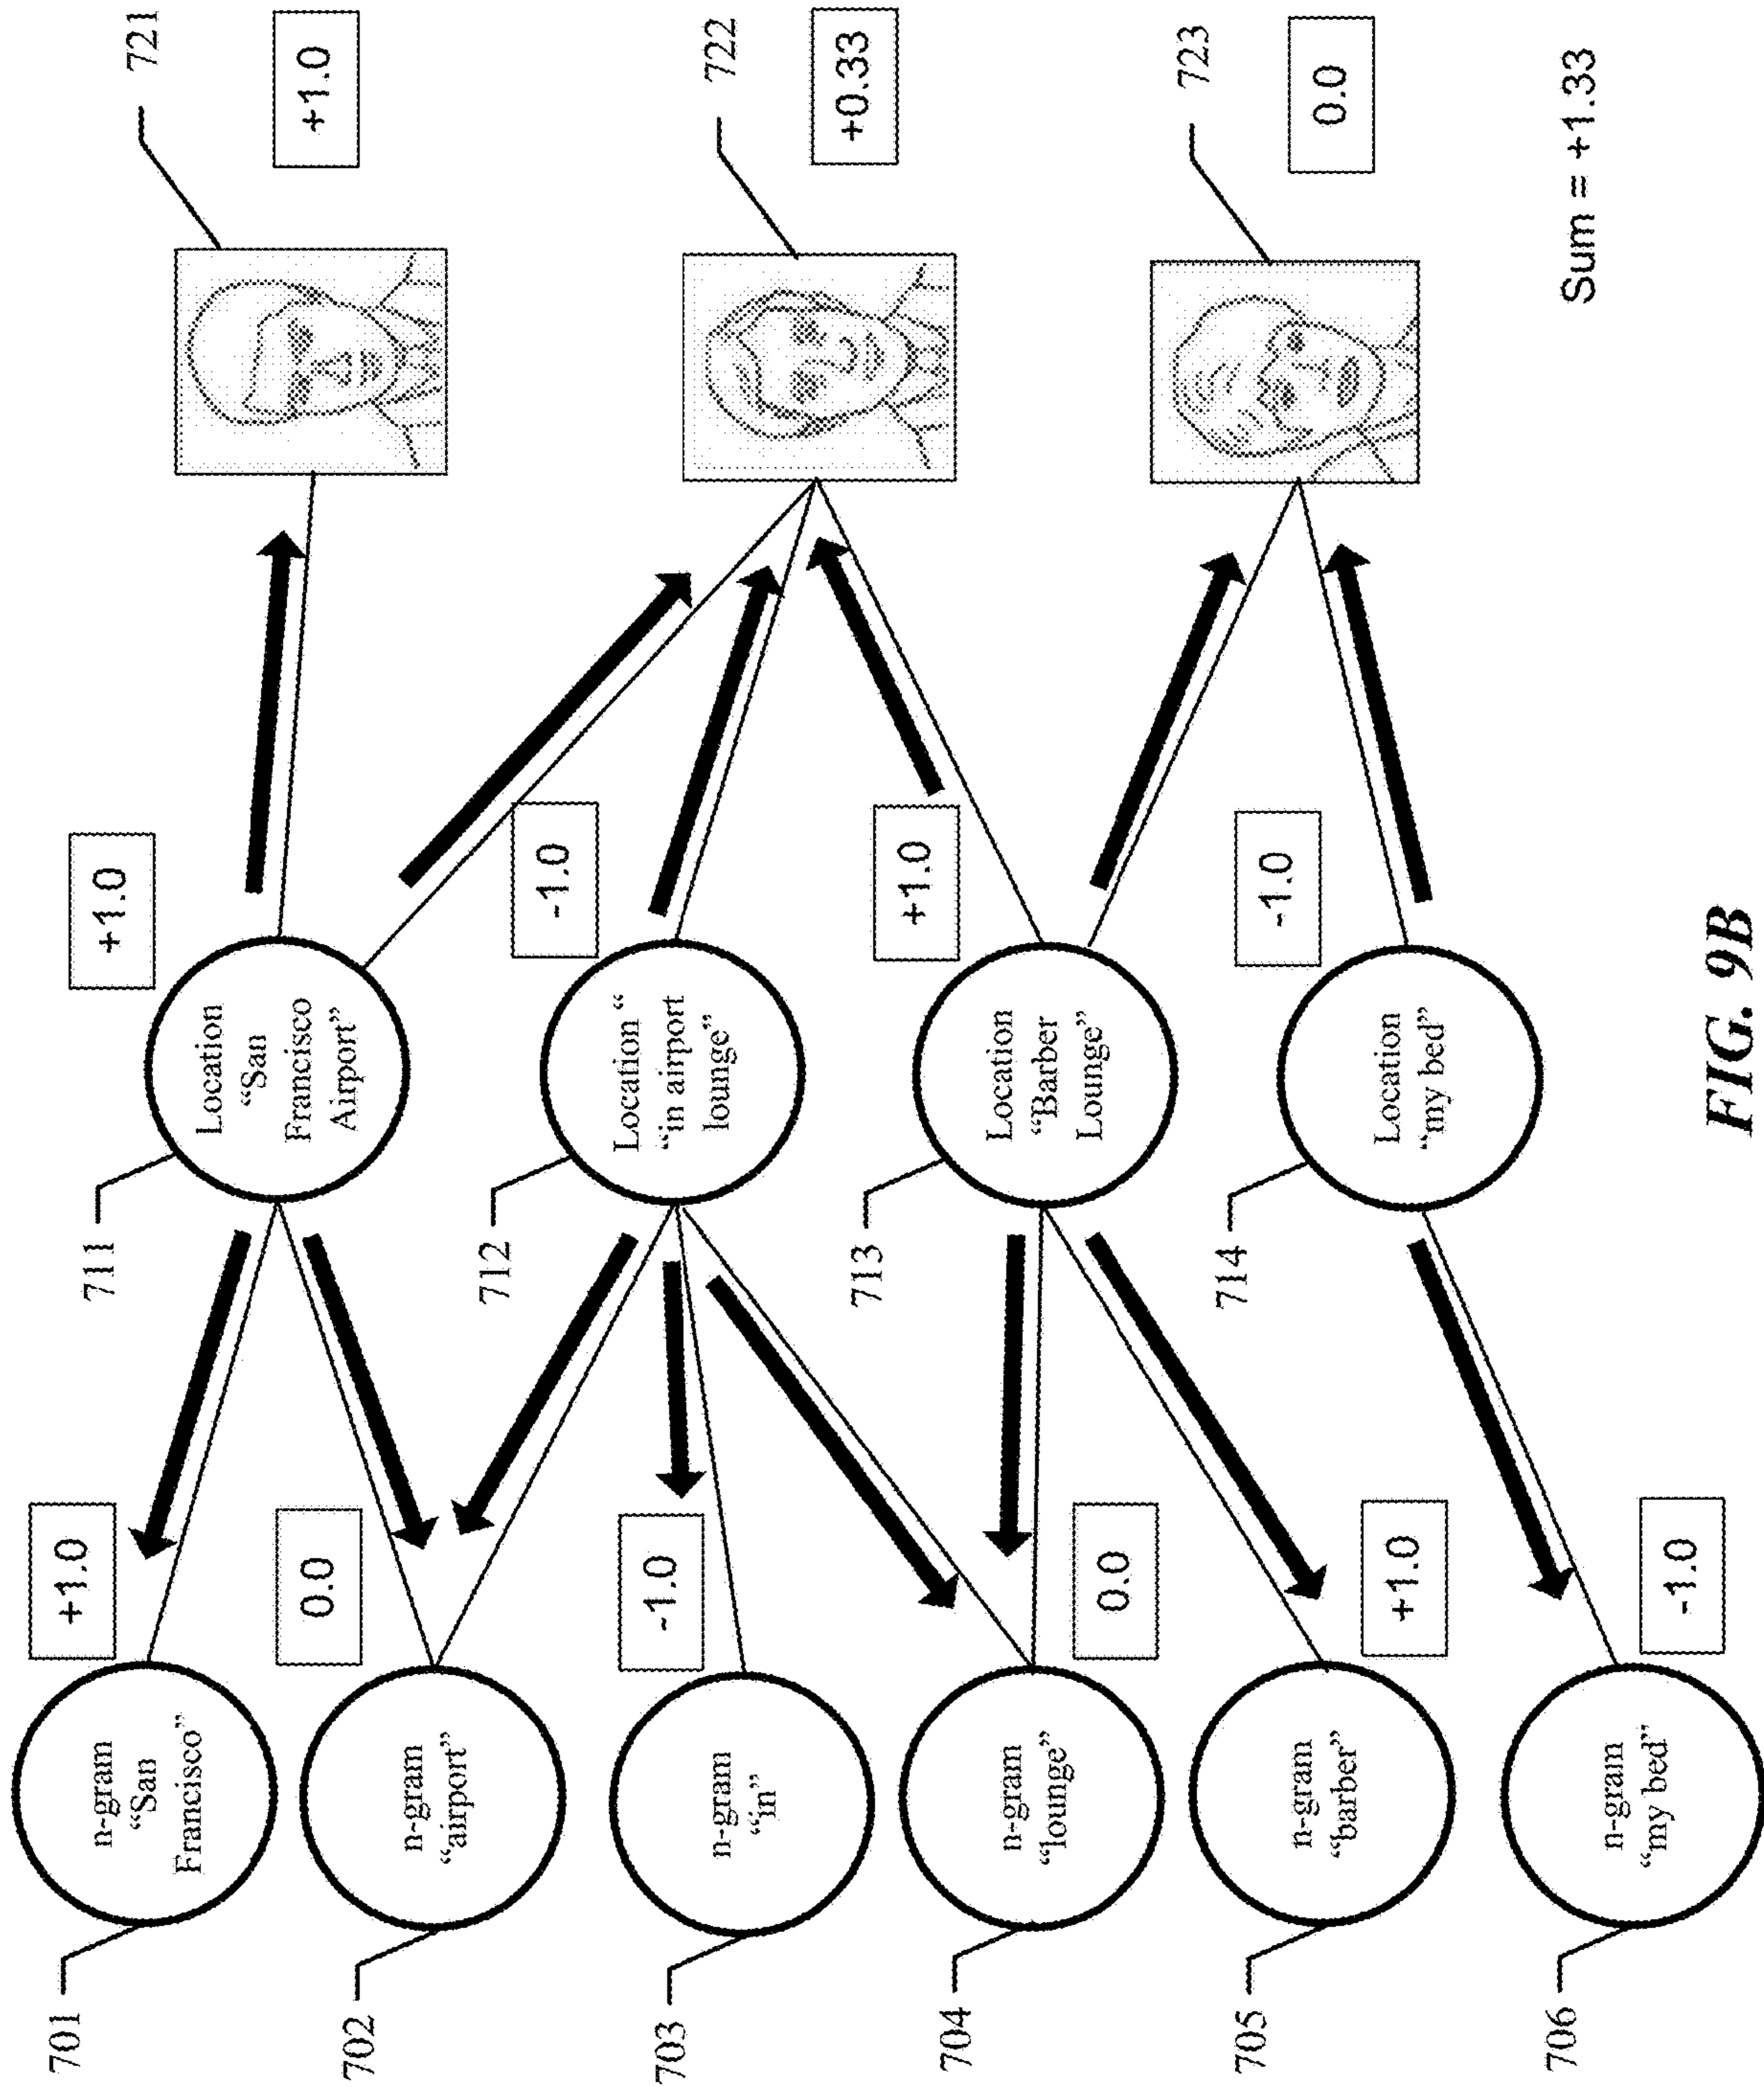 701
n-gram
“San
Francisco”
+1.0
702
n-gram
“airport”
0.0
703
n-gram
“in”
-1.0
704
n-gram
“lounge”
0.0
705
n-gram
“barber”
+1.0
706
n-gram
“my bed”
-1.0
711
Location
“San
Francisco
Airport”
+1.0
712
Location “
“in airport
lounge”
-1.0
713
Location
“Barber
Lounge”
+1.0
714
Location
“my bed”
-1.0
721
+1.0
722
+0.33
723
0.0
Sum = +1.33
FIG. 9B